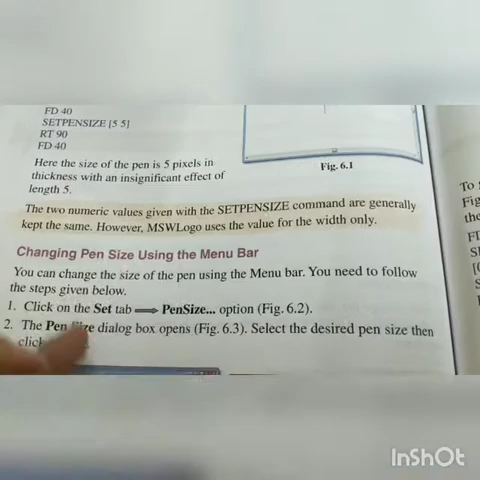 FD 40
SETPENSIZE [5 5]
RT 90
FD 40
Here the size of the pen is 5 pixels in
thickness with an insignificant effect of
length 5.
Fig. 6.1
The two numeric values given with the SETPENSIZE command are generally
kept the same. However, MSWLogo uses the value for the width only.
Changing Pen Size Using the Menu Bar
You can change the size of the pen using the Menu bar. You need to follow
the steps given below.
1. Click on the Set tab ⟹ PenSize... option (Fig. 6.2).
2. The Pen Size dialog box opens (Fig. 6.3). Select the desired pen size then
click
To
Fig
the
InShOt